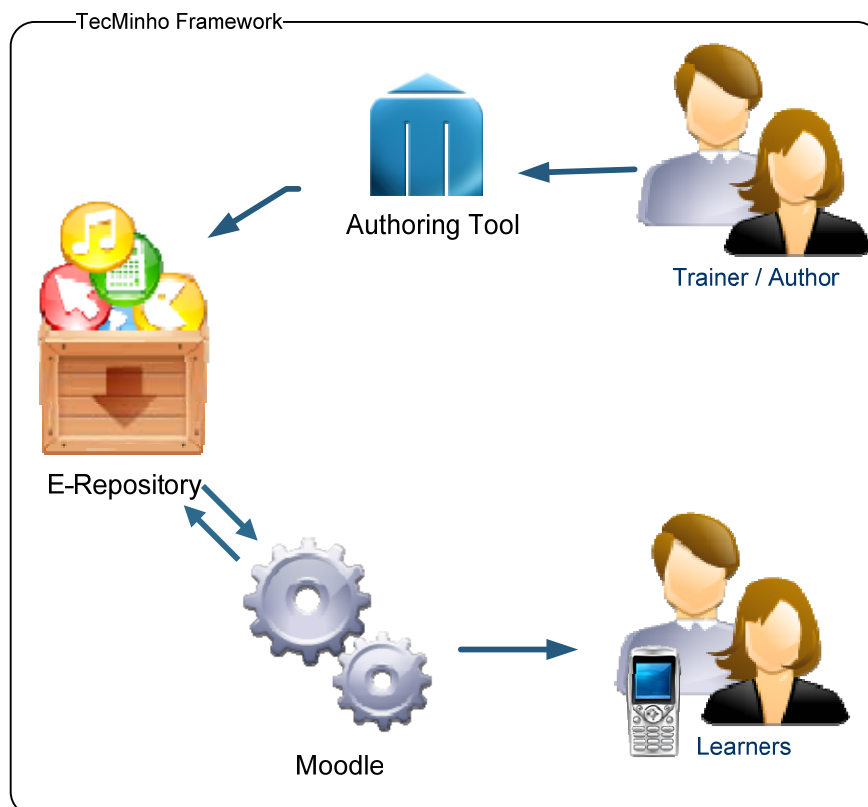 TecMinho Framework
Authoring Tool
Trainer / Author
E-Repository
Moodle
Learners